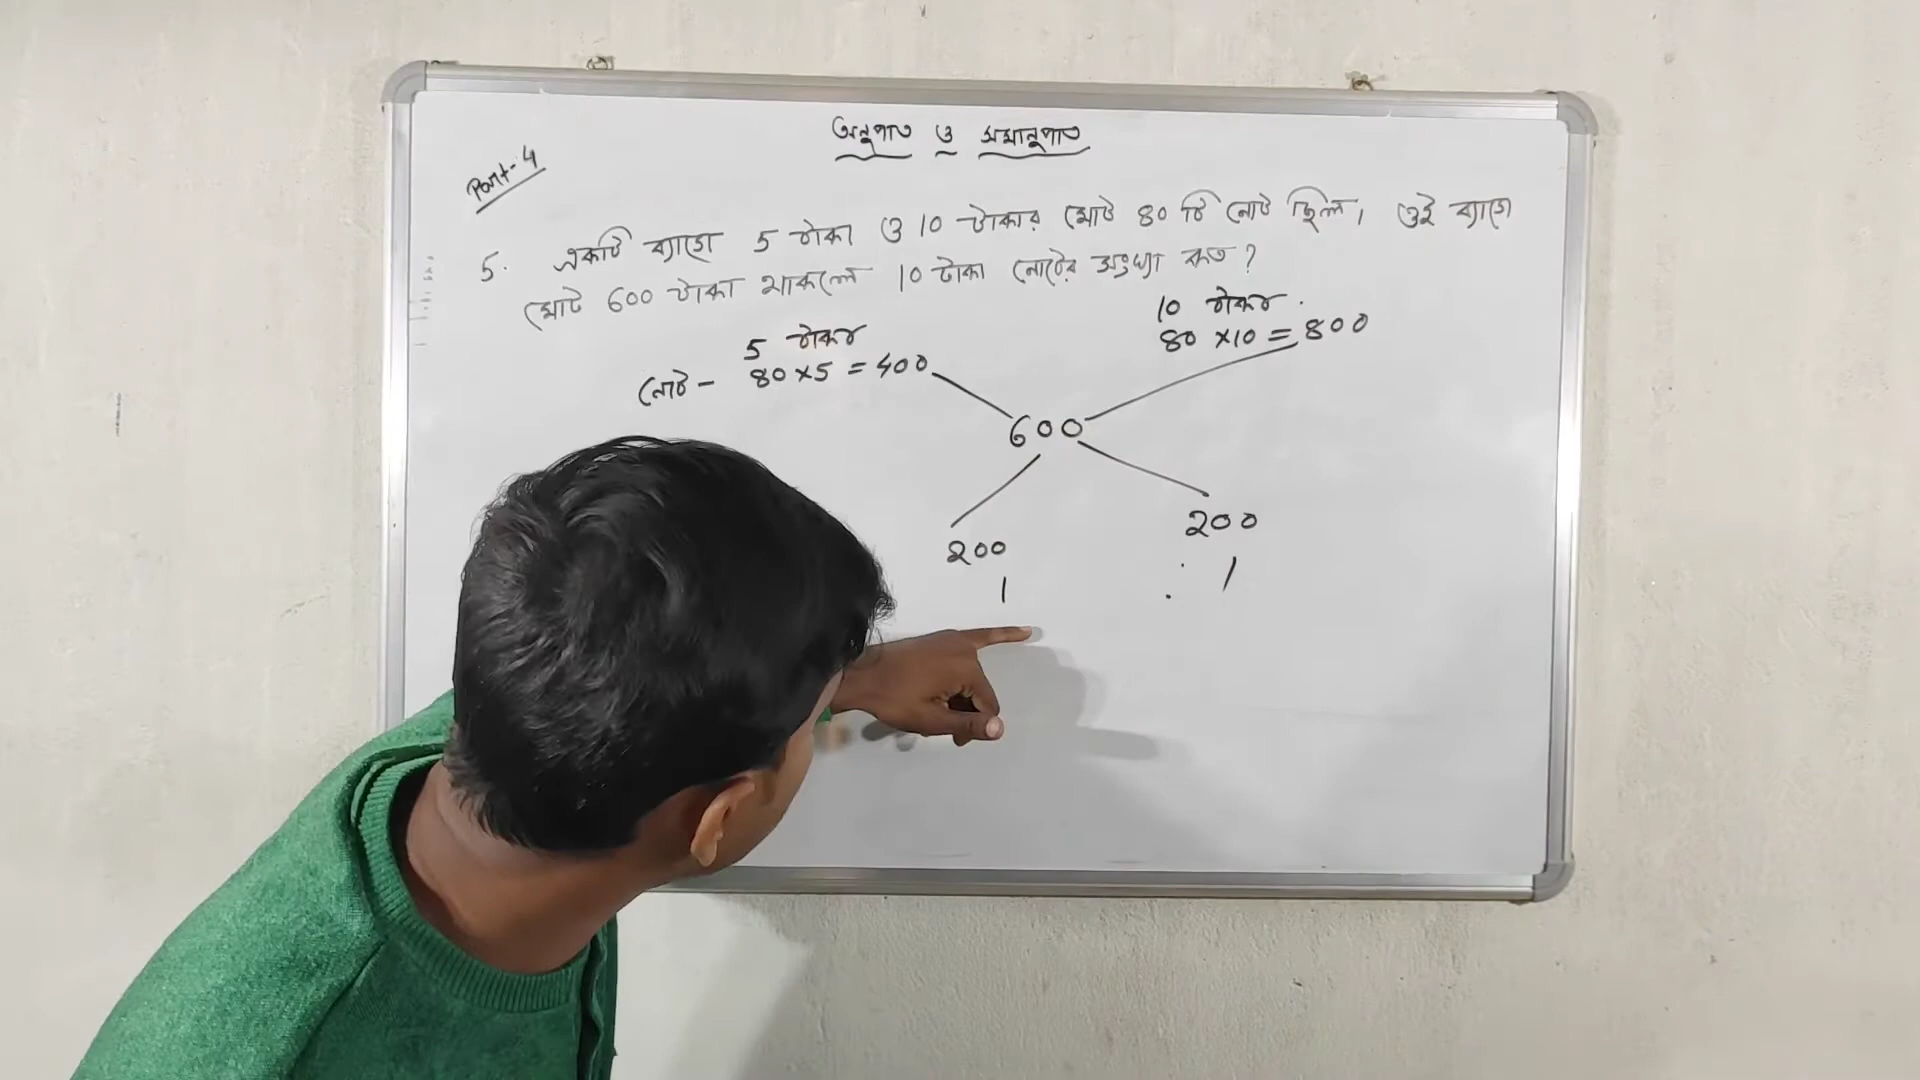 অনুপাত ও সমানুপাত
Part-4
5. একটি ব্যাগে 5 টাকা ও 10 টাকার মোট 80 টি নোট ছিল। ওই ব্যাগে
মোট 600 টাকা থাকলে 10 টাকা নোটের সংখ্যা কত?
5 টাকার
10 টাকার
নোট - 80 x 5 = 400
80 x 10 = 800
600
200 200
1 : 1